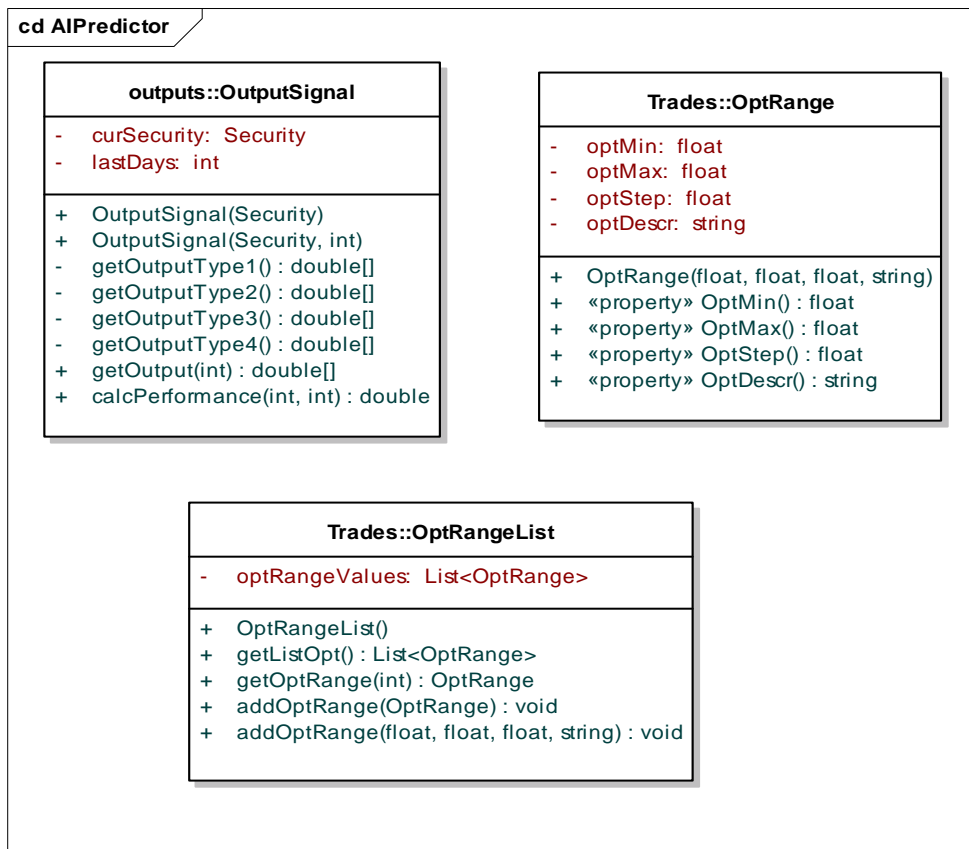 cd AIPredictor
outputs::OutputSignal
- curSecurity: Security
- lastDays: int
+ OutputSignal(Security)
+ OutputSignal(Security, int)
- getOutputType1() : double[]
- getOutputType2() : double[]
- getOutputType3() : double[]
- getOutputType4() : double[]
+ getOutput(int) : double[]
+ calcPerformance(int, int) : double
Trades::OptRange
- optMin: float
- optMax: float
- optStep: float
- optDescr: string
+ OptRange(float, float, float, string)
+ «property» OptMin() : float
+ «property» OptMax() : float
+ «property» OptStep() : float
+ «property» OptDescr() : string
Trades::OptRangeList
- optRangeValues: List<OptRange>
+ OptRangeList()
+ getListOpt() : List<OptRange>
+ getOptRange(int) : OptRange
+ addOptRange(OptRange) : void
+ addOptRange(float, float, float, string) : void